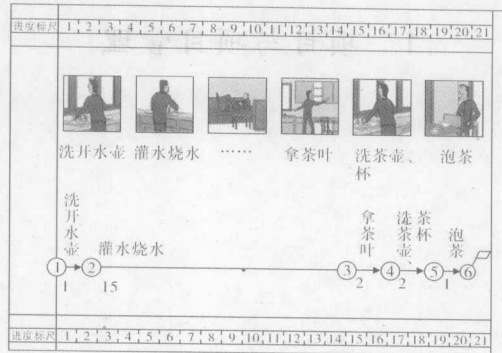 进度标尺 1 2 3 4 5 6 7 8 9 10 11 12 13 14 15 16 17 18 19 20 21
洗开水壶 灌水烧水 …… 拿茶叶 洗茶壶、杯 泡茶
洗开水壶
灌水烧水
拿茶叶
洗茶壶、茶杯
泡茶
① ② ③ ④ ⑤ ⑥
1 15 2 2 1
进度标尺 1 2 3 4 5 6 7 8 9 10 11 12 13 14 15 16 17 18 19 20 21